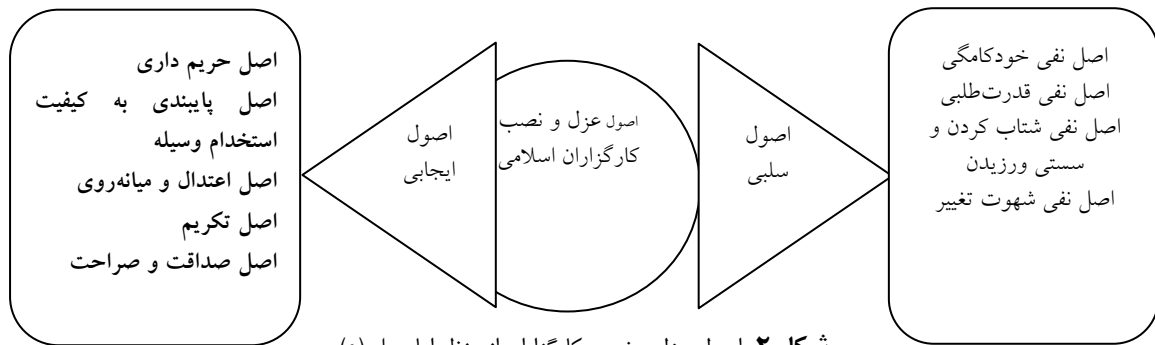 اصل نفی خودکامگی
اصل نفی قدرت‌طلبی
اصل نفی شتاب کردن و
سستی ورزیدن
اصل نفی شهوت تغییر
اصول
سلبی
اصول عزل و نصب
کارگزاران اسلامی
اصول
ایجابی
اصل حریم داری
اصل پایبندی به کیفیت
استخدام وسیله
اصل اعتدال و میانه‌روی
اصل تکریم
اصل صداقت و صراحت